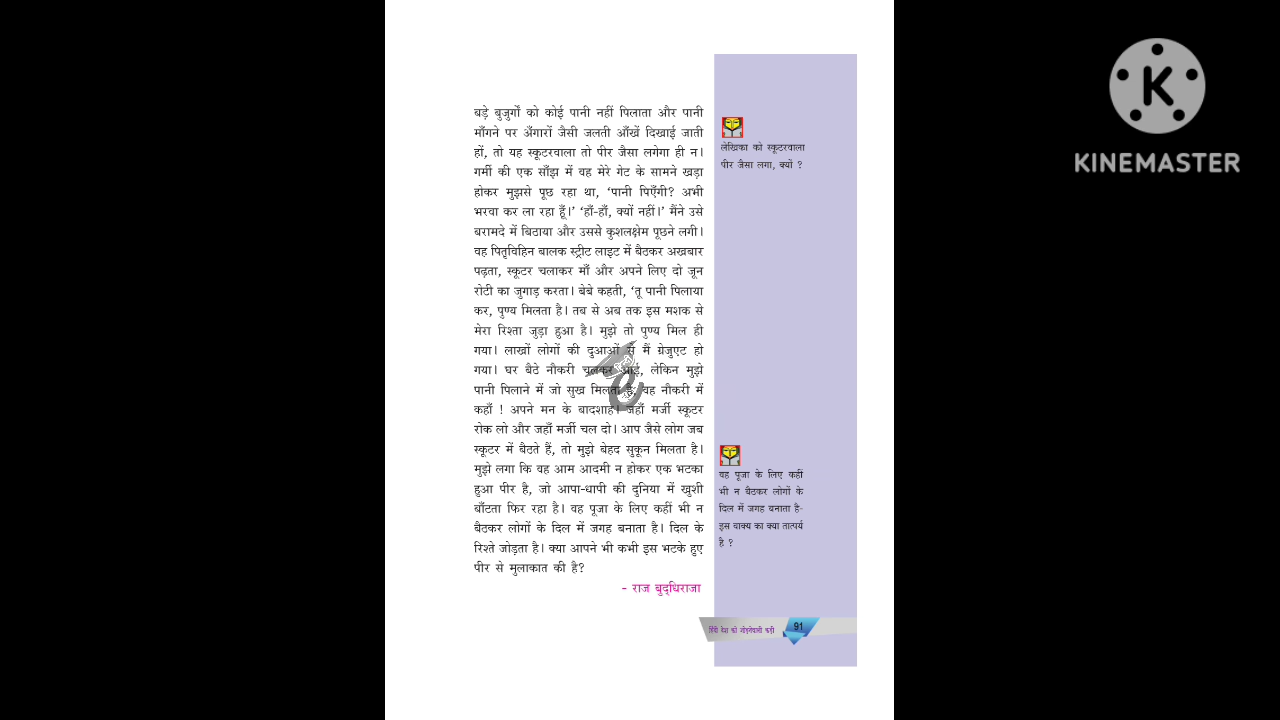 बड़े बुजुर्गों को कोई पानी नहीं पिलाता और पानी
माँगने पर अँगारों जैसी जलती आँखें दिखाई जाती
हों, तो यह स्कूटरवाला तो पीर जैसा लगेगा ही न।
गर्मी की एक साँझ में वह मेरे गेट के सामने खड़ा
होकर मुझसे पूछ रहा था, ‘पानी पिएँगी? अभी
भरवा कर ला रहा हूँ।’ ‘हाँ-हाँ, क्यों नहीं।’ मैंने उसे
बरामदे में बिठाया और उससे कुशलक्षेम पूछने लगी।
वह पितृविहिन बालक स्ट्रीट लाइट में बैठकर अखबार
पढ़ता, स्कूटर चलाकर माँ और अपने लिए दो जून
रोटी का जुगाड़ करता। बेबे कहती, ‘तू पानी पिलाया
कर, पुण्य मिलता है। तब से अब तक इस मशक से
मेरा रिश्ता जुड़ा हुआ है। मुझे तो पुण्य मिल ही
गया। लाखों लोगों की दुआओं से मैं ग्रेजुएट हो
गया। घर बैठे नौकरी चलकर आई, लेकिन मुझे
पानी पिलाने में जो सुख मिलता है, वह नौकरी में
कहाँ ! अपने मन के बादशाह। जहाँ मर्जी स्कूटर
रोक लो और जहाँ मर्जी चल दो। आप जैसे लोग जब
स्कूटर में बैठते हैं, तो मुझे बेहद सुकून मिलता है।
मुझे लगा कि वह आम आदमी न होकर एक भटका
हुआ पीर है, जो आपा-धापी की दुनिया में खुशी
बाँटता फिर रहा है। वह पूजा के लिए कहीं भी न
बैठकर लोगों के दिल में जगह बनाता है। दिल के
रिश्ते जोड़ता है। क्या आपने भी कभी इस भटके हुए
पीर से मुलाकात की है?
- राज बुद्धिराजा
लेखिका को स्कूटरवाला
पीर जैसा लगा, क्यों ?
वह पूजा के लिए कहीं
भी न बैठकर लोगों के
दिल में जगह बनाता है-
इस वाक्य का क्या तात्पर्य
है ?
हिंदी देश को जोड़नेवाली कड़ी
91
KINEMASTER